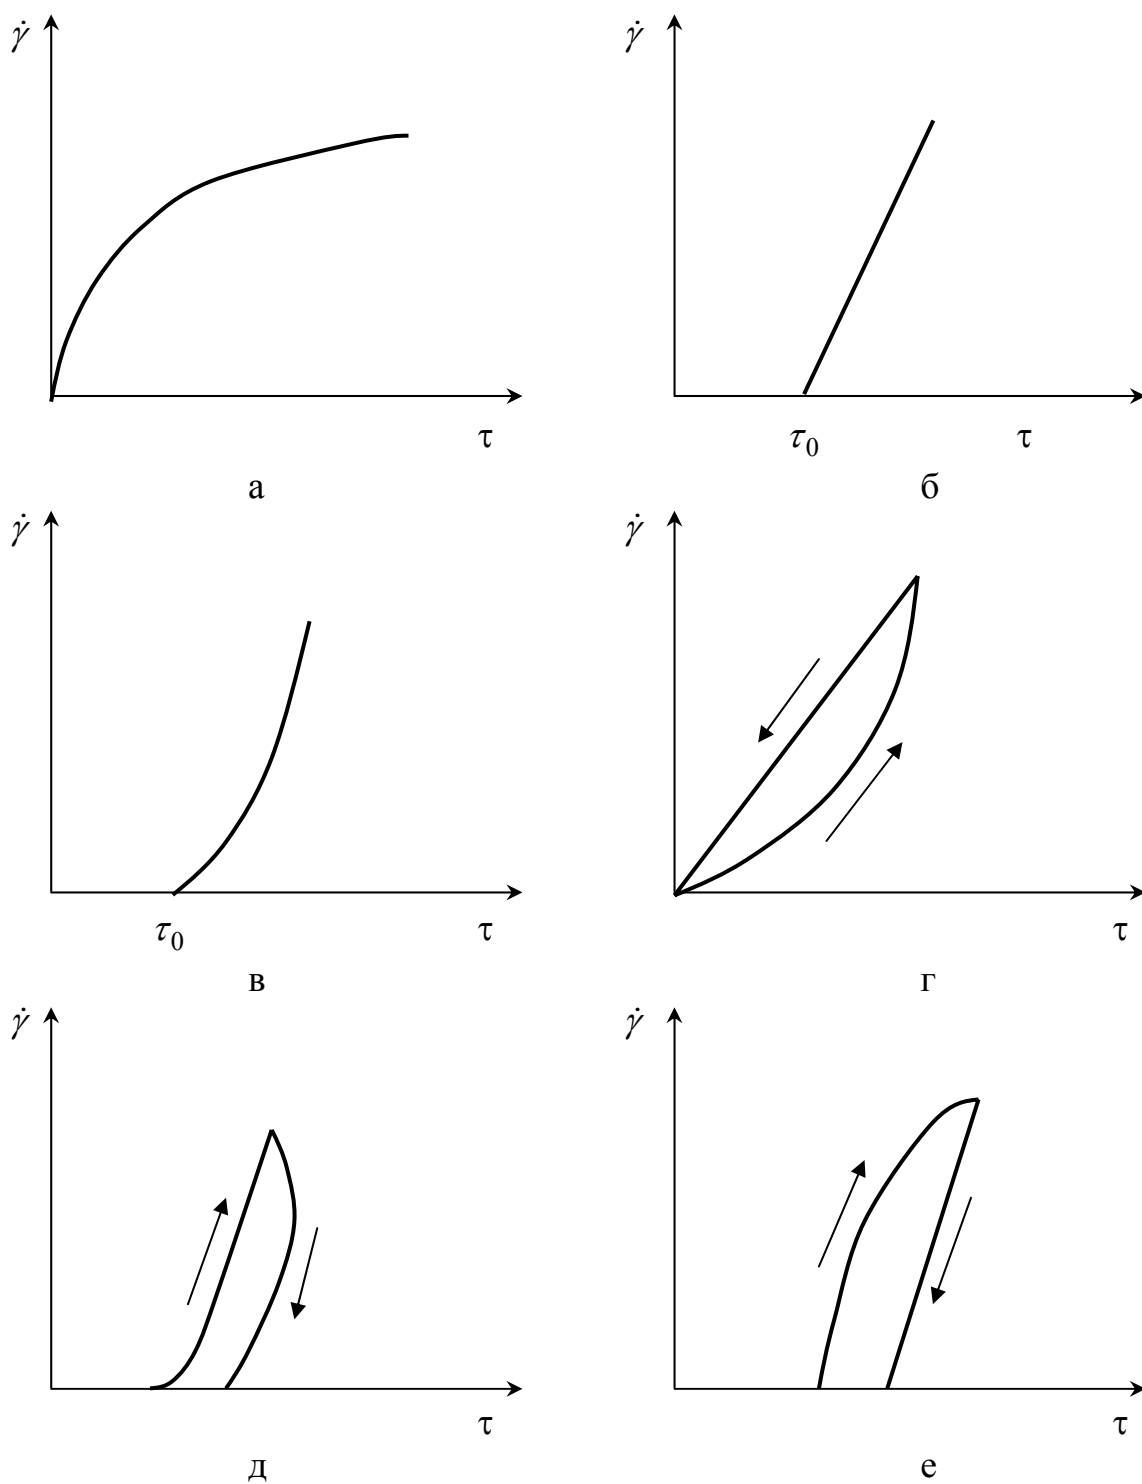 γ̇ γ̇
τ τ₀ τ
а б
γ̇ γ̇
τ₀ τ τ
в г
γ̇ γ̇
τ τ
д е